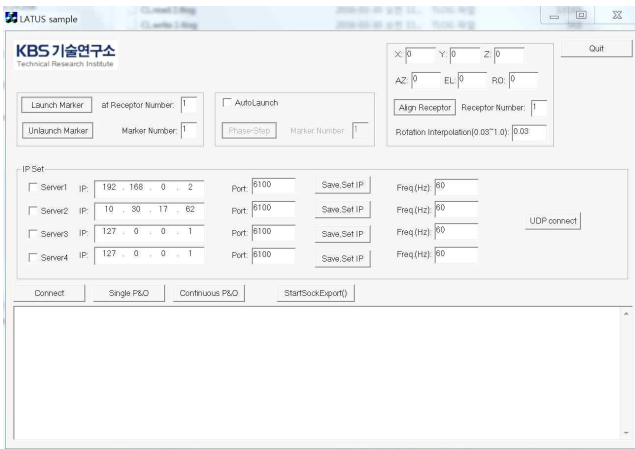 LATUS sample
KBS 기술연구소
Technical Research Institute
X: 0 Y: 0 Z: 0
Quit
AZ: 0 EL: 0 RO: 0
Launch Marker at Receptor Number: 1
AutoLaunch
Align Receptor Receptor Number: 1
Unlaunch Marker Marker Number: 1
Phase-Step Marker Number 1
Rotation Interpolation(0.03~1.0): 0.03
IP Set
Server1 IP: 192 . 168 . 0 . 2 Port: 6100 Save,Set IP Freq.(Hz): 60
Server2 IP: 10 . 30 . 17 . 62 Port: 6100 Save,Set IP Freq.(Hz): 60
UDP connect
Server3 IP: 127 . 0 . 0 . 1 Port: 6100 Save,Set IP Freq.(Hz): 60
Server4 IP: 127 . 0 . 0 . 1 Port: 6100 Save,Set IP Freq.(Hz): 60
Connect Single P&O Continuous P&O StartSockExport()